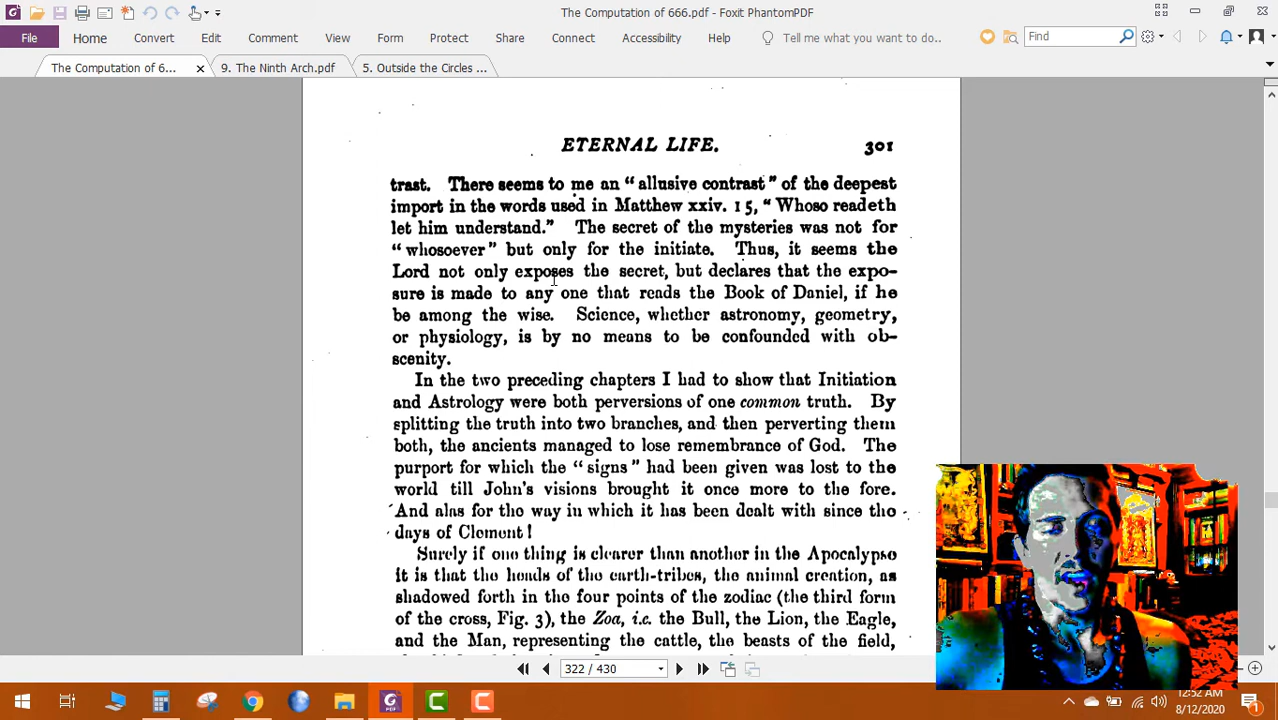 The Computation of 666.pdf - Foxit PhantomPDF
File Home Convert Edit Comment View Form Protect Share Connect Accessibility Help Tell me what you want to do.. Find
The Computation of 6... 9. The Ninth Arch.pdf 5. Outside the Circles ...
ETERNAL LIFE. 301
trast. There seems to me an "allusive contrast" of the deepest
import in the words used in Matthew xxiv. 15, "Whoso readeth
let him understand." The secret of the mysteries was not for
"whosoever" but only for the initiate. Thus, it seems the
Lord not only exposes the secret, but declares that the expo-
sure is made to any one that reads the Book of Daniel, if he
be among the wise. Science, whether astronomy, geometry,
or physiology, is by no means to be confounded with ob-
scenity.
In the two preceding chapters I had to show that Initiation
and Astrology were both perversions of one common truth. By
splitting the truth into two branches, and then perverting them
both, the ancients managed to lose remembrance of God. The
purport for which the "signs" had been given was lost to the
world till John's visions brought it once more to the fore.
And alas for the way in which it has been dealt with since the
days of Clement!
Surely if one thing is clearer than another in the Apocalypse
it is that the heads of the earth-tribes, the animal creation, as
shadowed forth in the four points of the zodiac (the third form
of the cross, Fig. 3), the Zoa, i.e. the Bull, the Lion, the Eagle,
and the Man, representing the cattle, the beasts of the field,
322 / 430
12:52 AM
8/12/2020